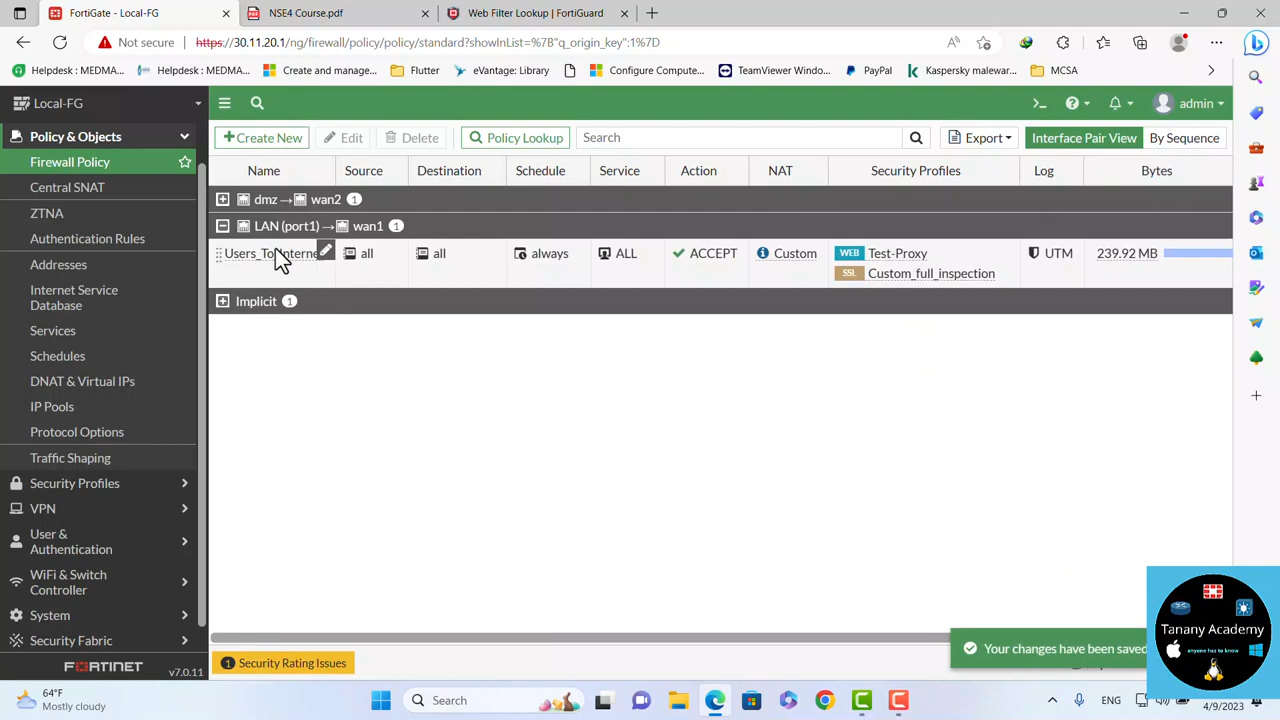 FortiGate - Local-FG
NSE4 Course.pdf
Web Filter Lookup | FortiGuard
Not secure
https://30.11.20.1/ng/firewall/policy/policy/standard?showInList=%7B"q_origin_key":1%7D
Helpdesk : MEDMA...
Helpdesk : MEDMA...
Create and manage...
Flutter
eVantage: Library
Configure Compute...
TeamViewer Windo...
PayPal
Kaspersky malewar...
MCSA
Local-FG
admin
Policy & Objects
Firewall Policy
Central SNAT
ZTNA
Authentication Rules
Addresses
Internet Service
Database
Services
Schedules
DNAT & Virtual IPs
IP Pools
Protocol Options
Traffic Shaping
Security Profiles
VPN
User &
Authentication
WiFi & Switch
Controller
System
Security Fabric
FORTINET
v7.0.11
+Create New
Edit
Delete
Policy Lookup
Search
Export
Interface Pair View
By Sequence
Name Source Destination Schedule Service Action NAT Security Profiles Log Bytes
dmz → wan2 1
LAN (port1) → wan1 1
all all always ALL ACCEPT Custom WEB Test-Proxy UTM 239.92 MB
SSL Custom_full_inspection
Implicit 1
Your changes have been saved
1 Security Rating Issues
Tanany Academy
anyone has to know
64°F
Mostly cloudy
Search
ENG
4/9/2023